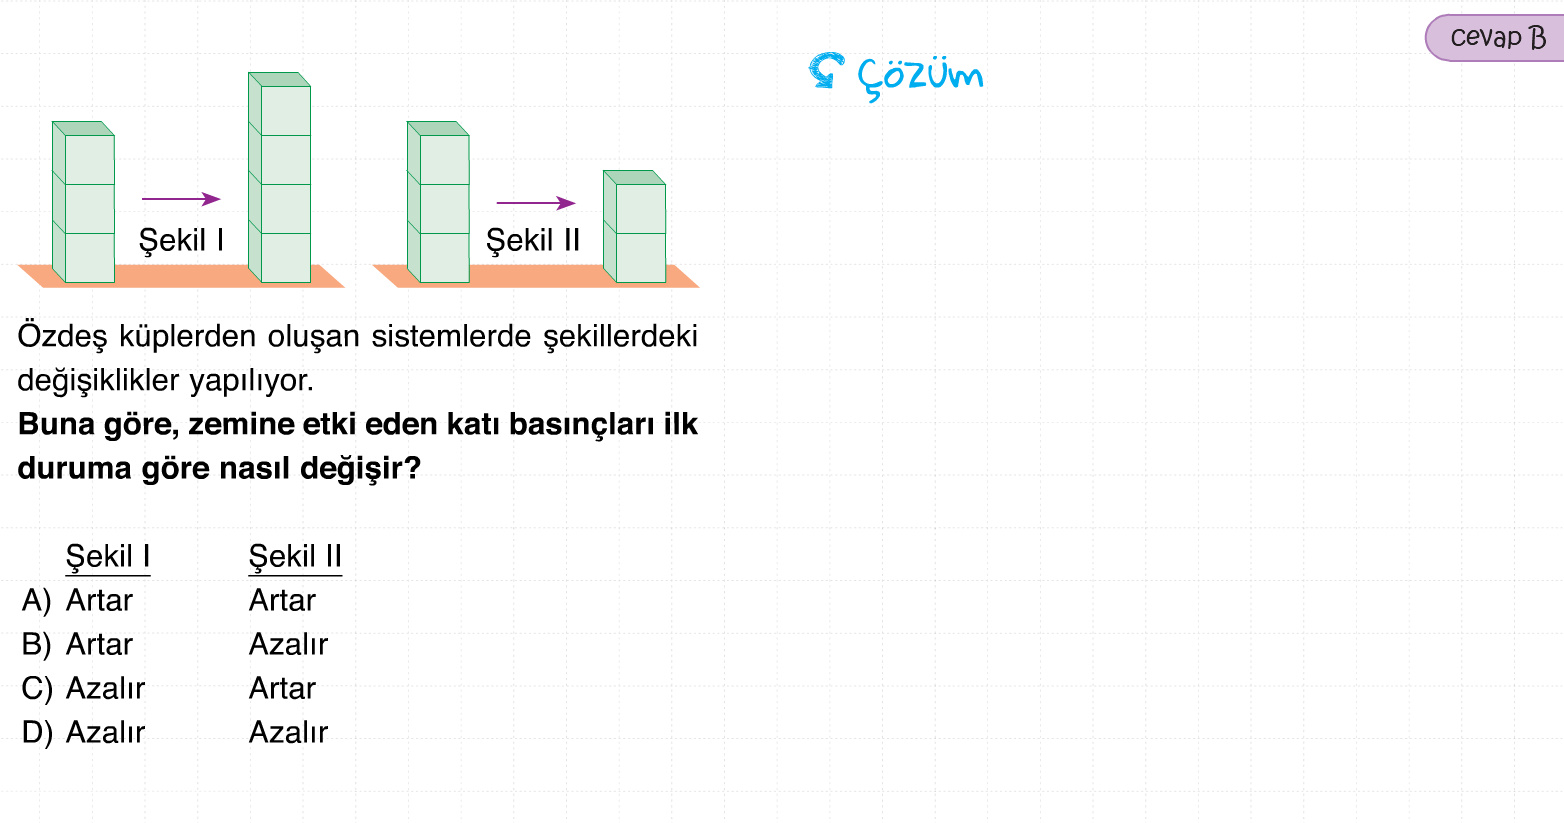 cevap B
Çözüm
Şekil I
Şekil II
Özdeş küplerden oluşan sistemlerde şekillerdeki
değişiklikler yapılıyor.
Buna göre, zemine etki eden katı basınçları ilk
duruma göre nasıl değişir?
Şekil I Şekil II
A) Artar Artar
B) Artar Azalır
C) Azalır Artar
D) Azalır Azalır